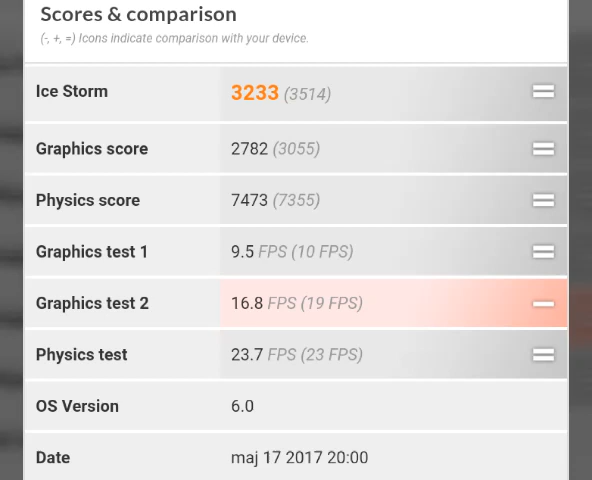 Scores & comparison
(-, +, =) Icons indicate comparison with your device.
Ice Storm 3233 (3514)
Graphics score 2782 (3055)
Physics score 7473 (7355)
Graphics test 1 9.5 FPS (10 FPS)
Graphics test 2 16.8 FPS (19 FPS)
Physics test 23.7 FPS (23 FPS)
OS Version 6.0
Date maj 17 2017 20:00